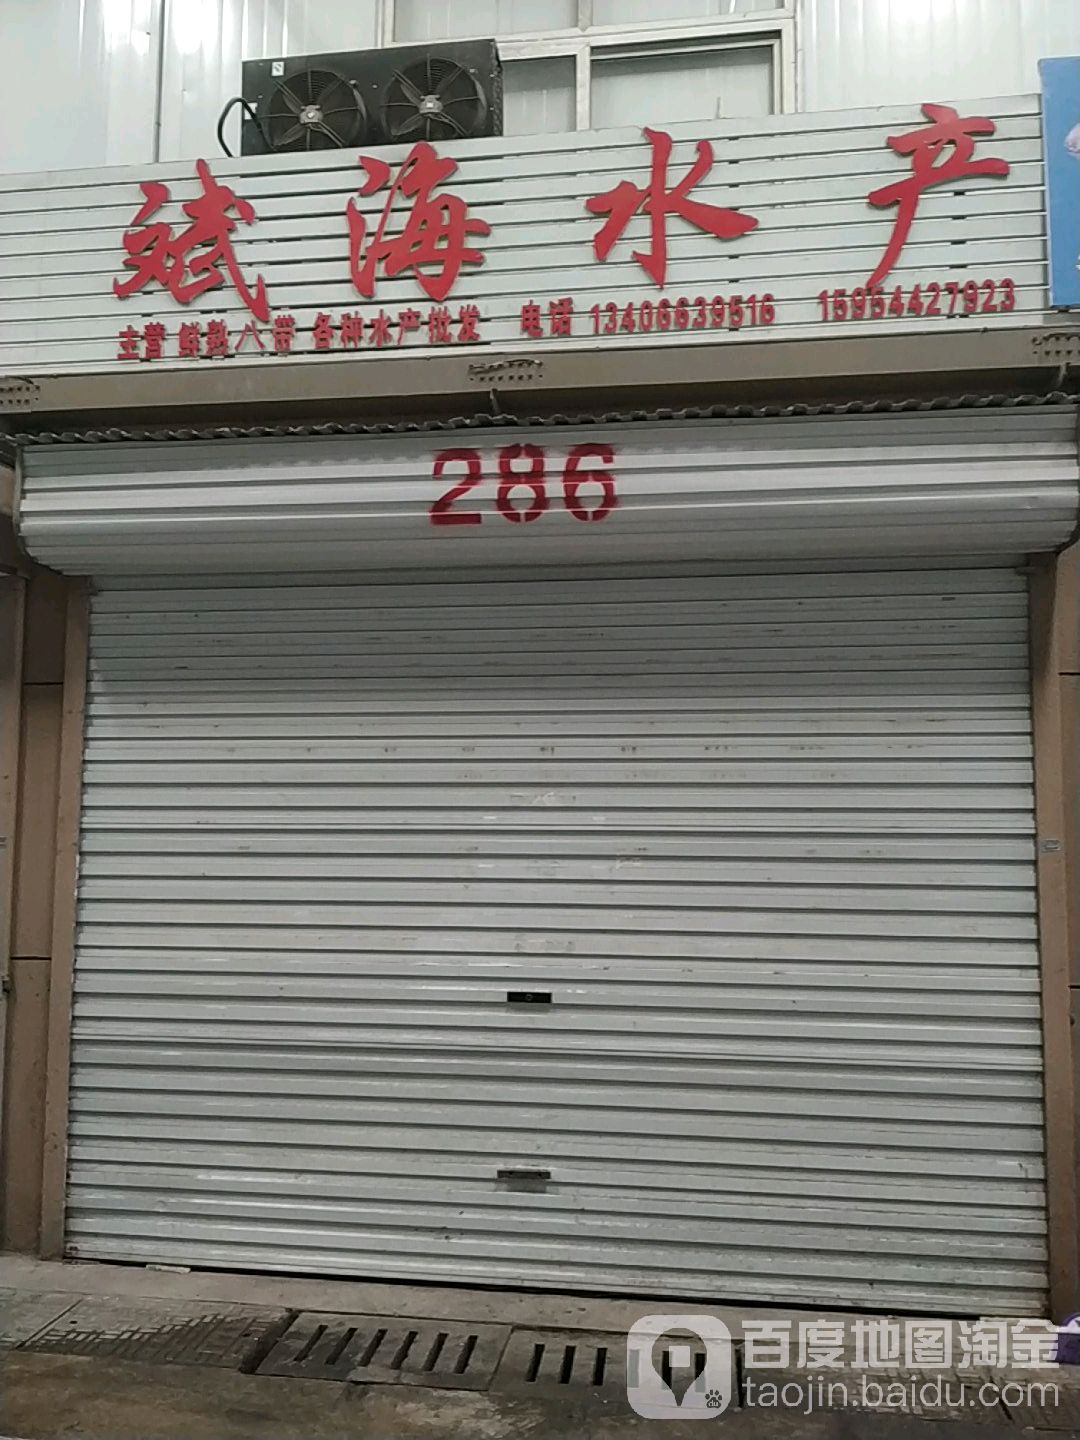 斌海水产
主营 鲜熟八带 各种水产批发 电话 13406639516 15954427923
286
百度地图淘金
taojin.baidu.com